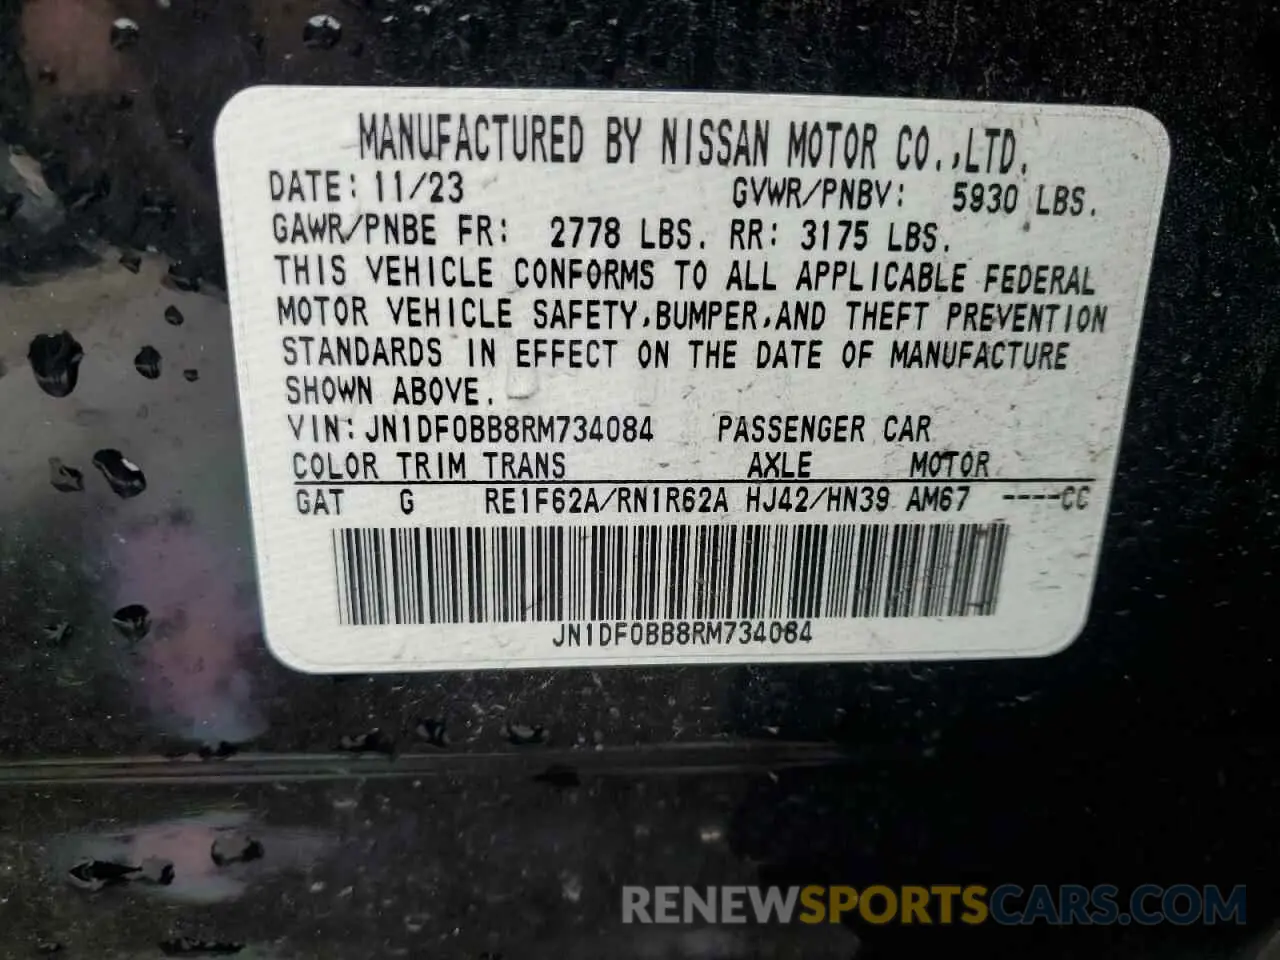 MANUFACTURED BY NISSAN MOTOR CO.,LTD.
DATE: 11/23 GVWR/PNBV: 5930 LBS.
GAWR/PNBE FR: 2778 LBS. RR: 3175 LBS.
THIS VEHICLE CONFORMS TO ALL APPLICABLE FEDERAL
MOTOR VEHICLE SAFETY,BUMPER,AND THEFT PREVENTION
STANDARDS IN EFFECT ON THE DATE OF MANUFACTURE
SHOWN ABOVE.
VIN: JN1DF0BB8RM734084 PASSENGER CAR
COLOR TRIM TRANS AXLE MOTOR
GAT G RE1F62A/RN1R62A HJ42/HN39 AM67 ----CC
JN1DF0BB8RM734084
RENEWSPORTSCARS.COM